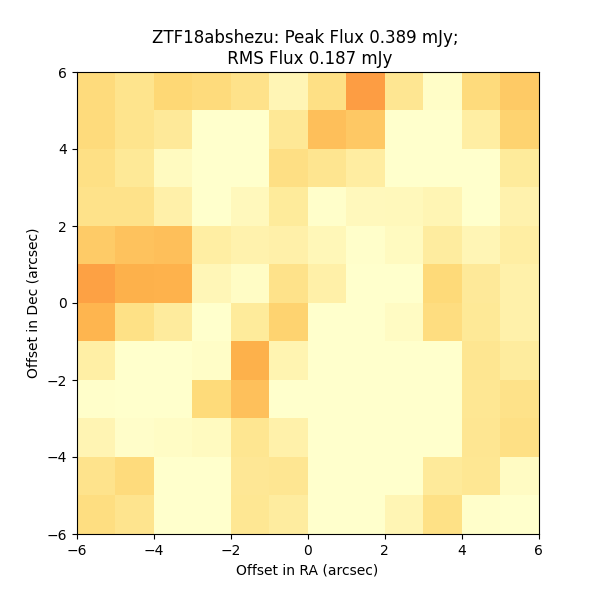 ZTF18abshezu: Peak Flux 0.389 mJy;
RMS Flux 0.187 mJy
6
4
2
0
−2
−4
−6
Offset in Dec (arcsec)
−6 −4 −2 0 2 4 6
Offset in RA (arcsec)